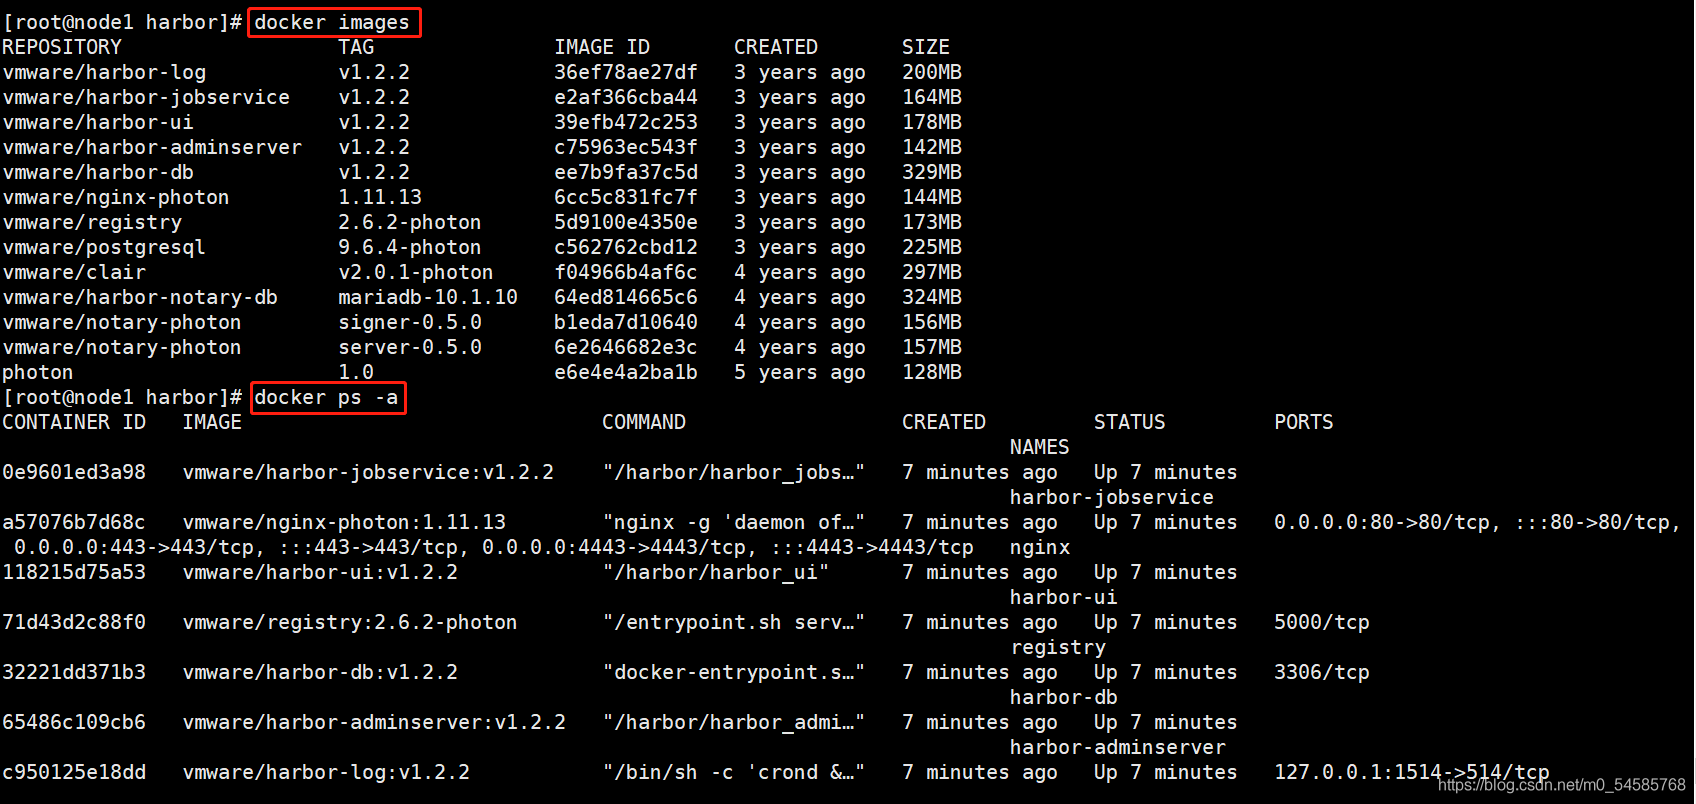 [root@node1 harbor]# docker images
REPOSITORY                  TAG               IMAGE ID       CREATED       SIZE
vmware/harbor-log           v1.2.2            36ef78ae27df   3 years ago   200MB
vmware/harbor-jobservice    v1.2.2            e2af366cba44   3 years ago   164MB
vmware/harbor-ui            v1.2.2            39efb472c253   3 years ago   178MB
vmware/harbor-adminserver   v1.2.2            c75963ec543f   3 years ago   142MB
vmware/harbor-db            v1.2.2            ee7b9fa37c5d   3 years ago   329MB
vmware/nginx-photon         1.11.13           6cc5c831fc7f   3 years ago   144MB
vmware/registry             2.6.2-photon      5d9100e4350e   3 years ago   173MB
vmware/postgresql           9.6.4-photon      c562762cbd12   3 years ago   225MB
vmware/clair                v2.0.1-photon     f04966b4af6c   4 years ago   297MB
vmware/harbor-notary-db     mariadb-10.1.10   64ed814665c6   4 years ago   324MB
vmware/notary-photon        signer-0.5.0      b1eda7d10640   4 years ago   156MB
vmware/notary-photon        server-0.5.0      6e2646682e3c   4 years ago   157MB
photon                      1.0               e6e4e4a2ba1b   5 years ago   128MB
[root@node1 harbor]# docker ps -a
CONTAINER ID   IMAGE                              COMMAND                  CREATED         STATUS         PORTS
NAMES
0e9601ed3a98   vmware/harbor-jobservice:v1.2.2    "/harbor/harbor_jobs…"   7 minutes ago   Up 7 minutes
harbor-jobservice
a57076b7d68c   vmware/nginx-photon:1.11.13        "nginx -g 'daemon of…"   7 minutes ago   Up 7 minutes   0.0.0.0:80->80/tcp, :::80->80/tcp,
0.0.0.0:443->443/tcp, :::443->443/tcp, 0.0.0.0:4443->4443/tcp, :::4443->4443/tcp   nginx
118215d75a53   vmware/harbor-ui:v1.2.2            "/harbor/harbor_ui"      7 minutes ago   Up 7 minutes
harbor-ui
71d43d2c88f0   vmware/registry:2.6.2-photon       "/entrypoint.sh serv…"   7 minutes ago   Up 7 minutes   5000/tcp
registry
32221dd371b3   vmware/harbor-db:v1.2.2            "docker-entrypoint.s…"   7 minutes ago   Up 7 minutes   3306/tcp
harbor-db
65486c109cb6   vmware/harbor-adminserver:v1.2.2   "/harbor/harbor_admi…"   7 minutes ago   Up 7 minutes
harbor-adminserver
c950125e18dd   vmware/harbor-log:v1.2.2           "/bin/sh -c 'crond &…"   7 minutes ago   Up 7 minutes   127.0.0.1:1514->514/tcp
https://blog.csdn.net/m0_54585768